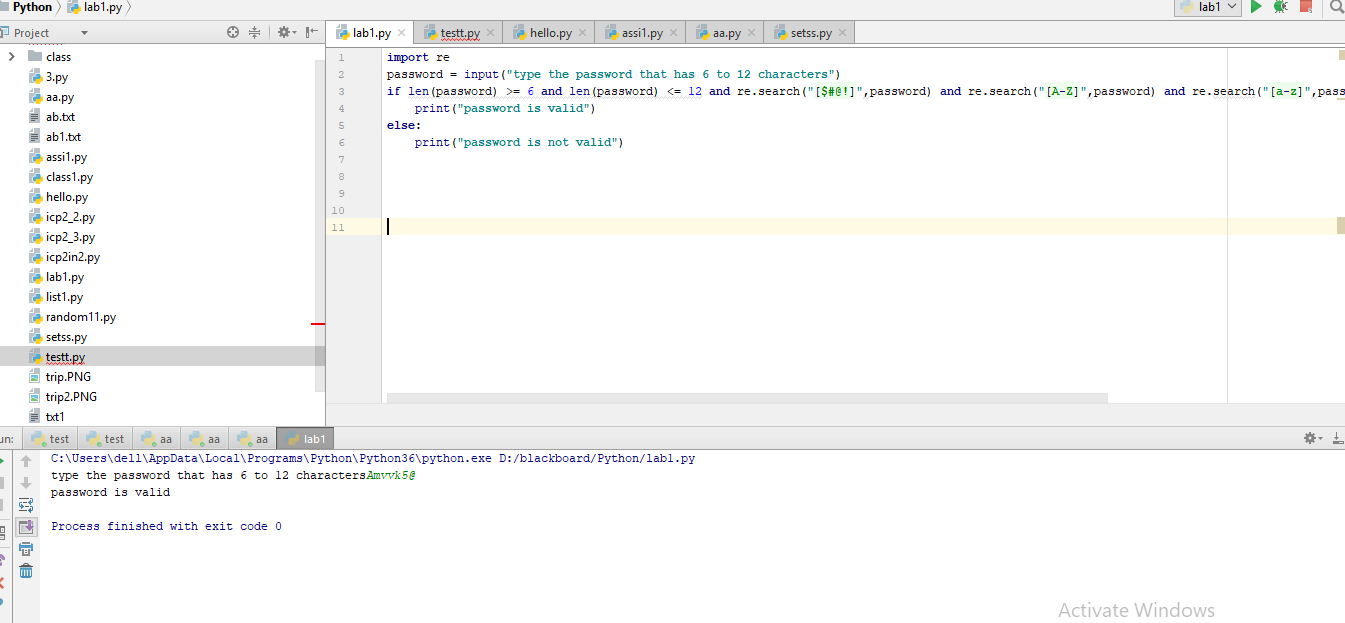 Python lab1.py lab1
Project
lab1.py testt.py hello.py assi1.py aa.py setss.py
class
3.py
aa.py
ab.txt
ab1.txt
assi1.py
class1.py
hello.py
icp2_2.py
icp2_3.py
icp2in2.py
lab1.py
list1.py
random11.py
setss.py
testt.py
trip.PNG
trip2.PNG
txt1
1 import re
2 password = input("type the password that has 6 to 12 characters")
3 if len(password) >= 6 and len(password) <= 12 and re.search("[$#@!]",password) and re.search("[A-Z]",password) and re.search("[a-z]",pass
4 print("password is valid")
5 else:
6 print("password is not valid")
7
8
9
10
11
un: test test aa aa aa lab1
C:\Users\dell\AppData\Local\Programs\Python\Python36\python.exe D:/blackboard/Python/lab1.py
type the password that has 6 to 12 charactersAmvvk5@
password is valid
Process finished with exit code 0
Activate Windows